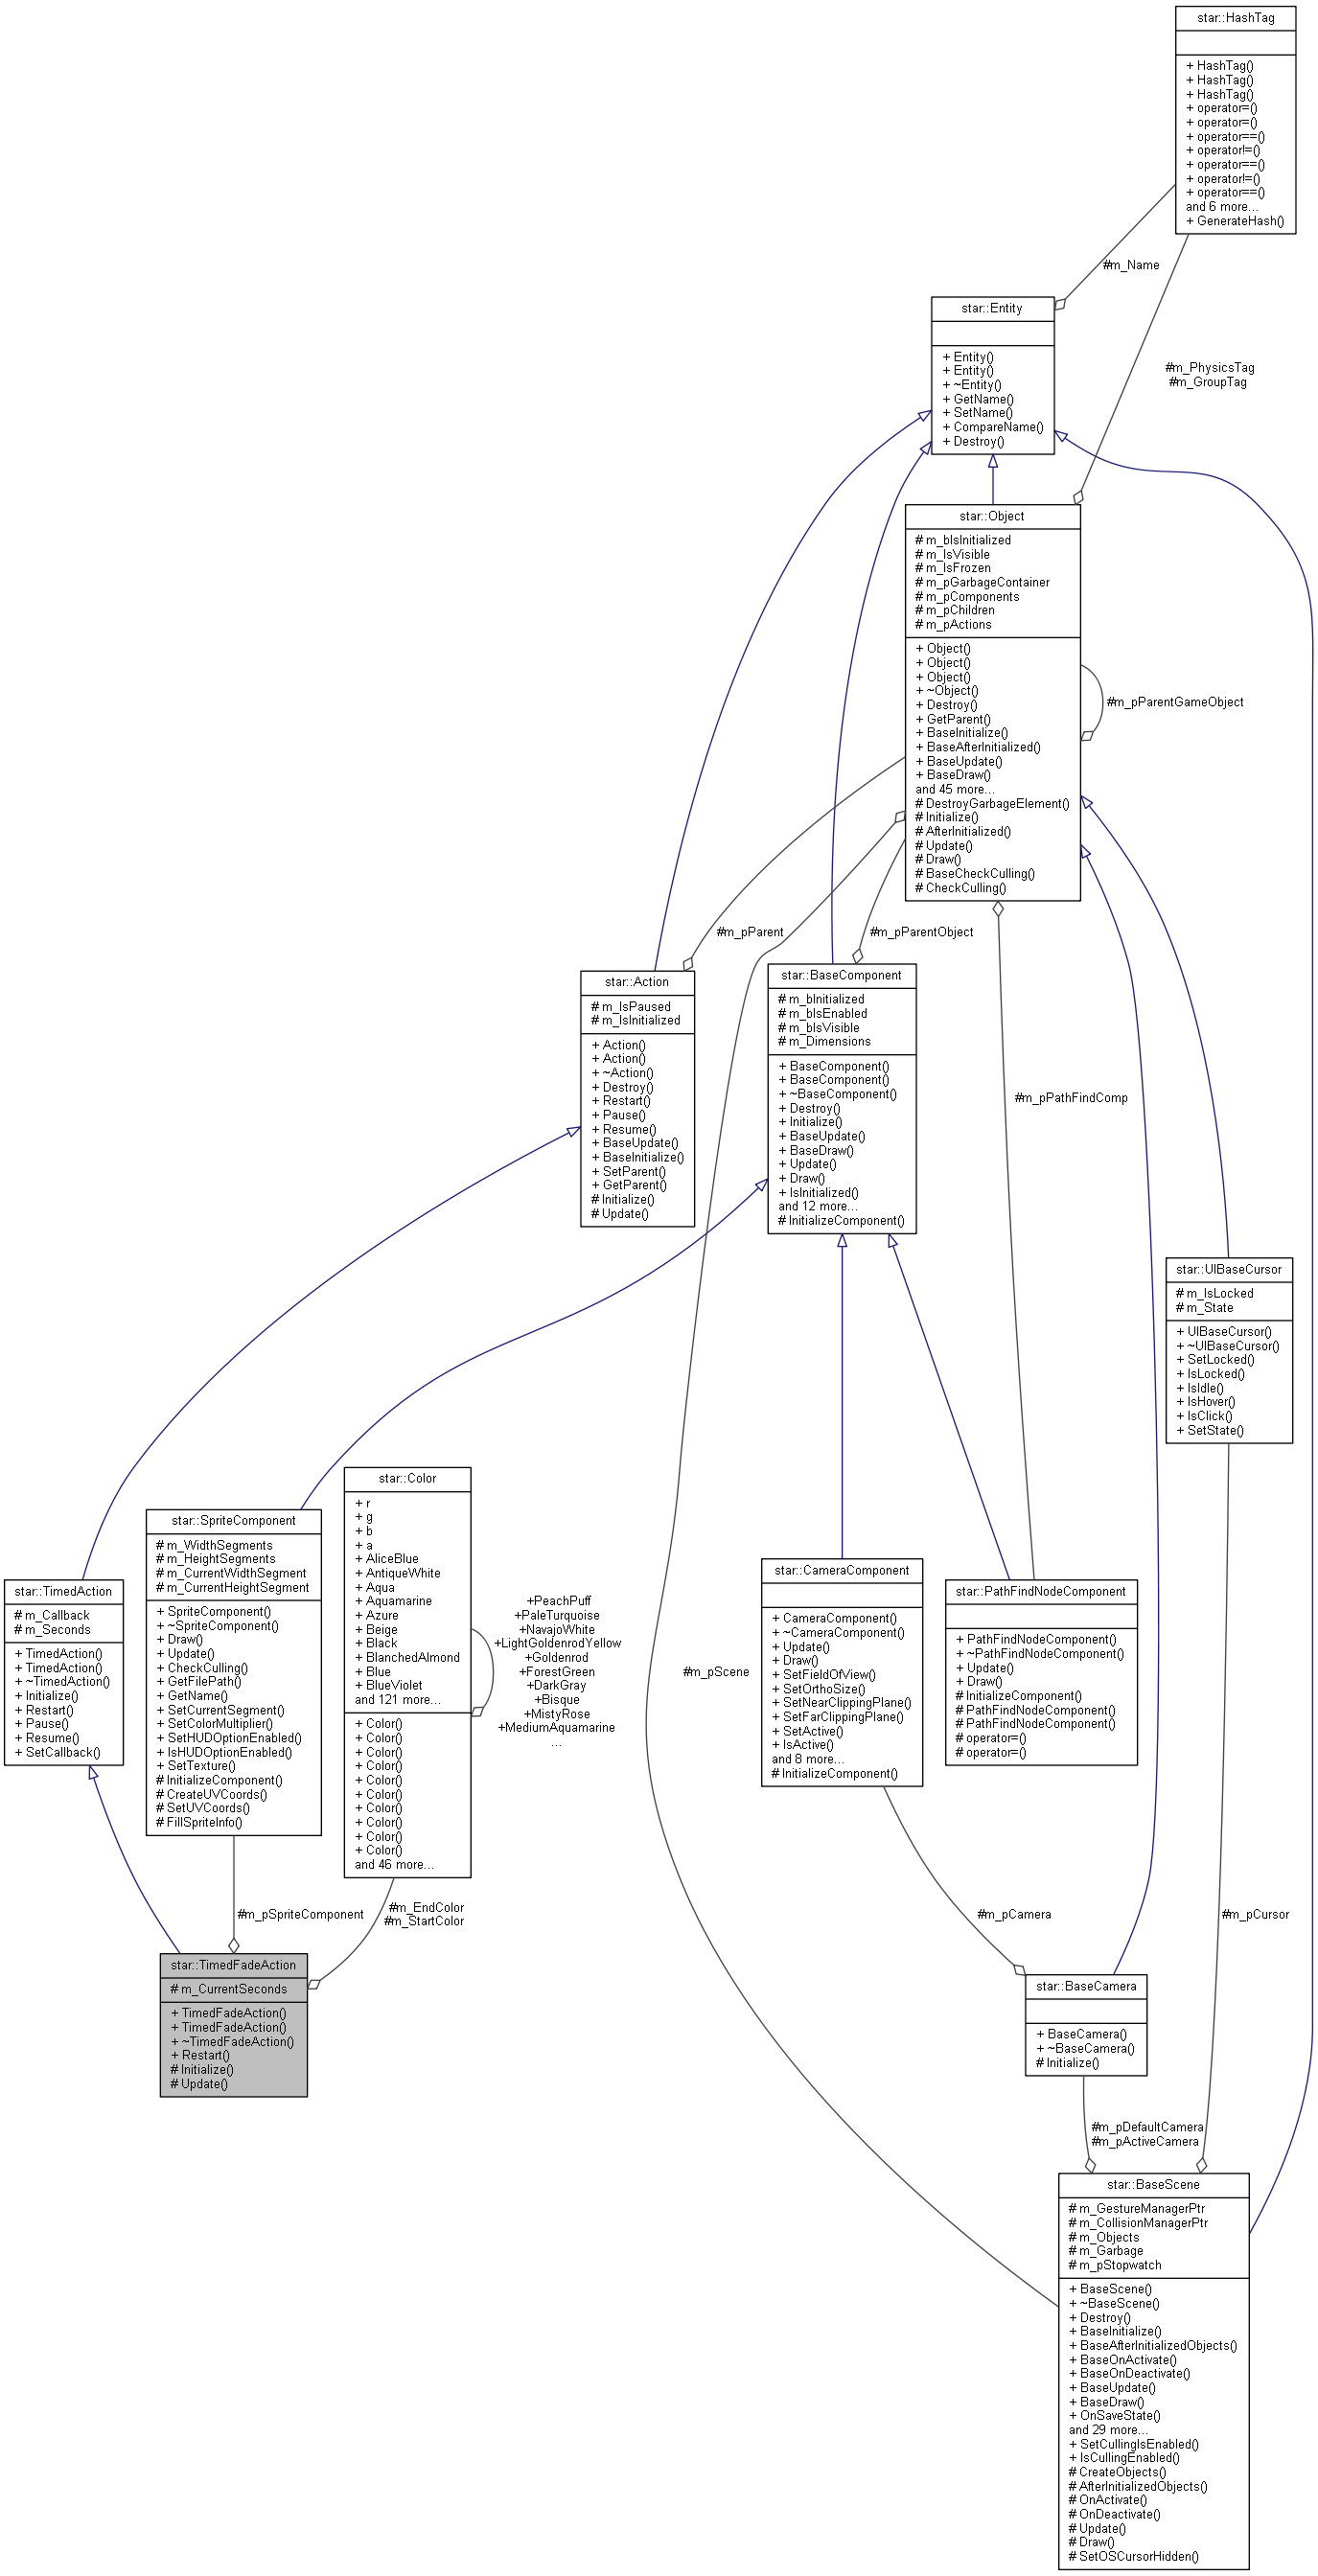 star::HashTag
+ HashTag()
+ HashTag()
+ HashTag()
+ operator=()
+ operator=()
+ operator==()
+ operator!=()
+ operator==()
+ operator!=()
+ operator==()
and 6 more...
+ GenerateHash()
#m_Name
star::Entity
+ Entity()
+ Entity()
+ ~Entity()
+ GetName()
+ SetName()
+ CompareName()
+ Destroy()
#m_PhysicsTag
#m_GroupTag
star::Object
# m_bIsInitialized
# m_IsVisible
# m_IsFrozen
# m_pGarbageContainer
# m_pComponents
# m_pChildren
# m_pActions
+ Object()
+ Object()
+ Object()
+ ~Object()
+ Destroy()
+ GetParent()
+ BaseInitialize()
+ BaseAfterInitialized()
+ BaseUpdate()
+ BaseDraw()
and 45 more...
# DestroyGarbageElement()
# Initialize()
# AfterInitialized()
# Update()
# Draw()
# BaseCheckCulling()
# CheckCulling()
#m_pParentGameObject
#m_pParent
#m_pParentObject
star::Action
# m_IsPaused
# m_IsInitialized
+ Action()
+ Action()
+ ~Action()
+ Destroy()
+ Restart()
+ Pause()
+ Resume()
+ BaseUpdate()
+ BaseInitialize()
+ SetParent()
+ GetParent()
# Initialize()
# Update()
star::BaseComponent
# m_bInitialized
# m_bIsEnabled
# m_bIsVisible
# m_Dimensions
+ BaseComponent()
+ BaseComponent()
+ ~BaseComponent()
+ Destroy()
+ Initialize()
+ BaseUpdate()
+ BaseDraw()
+ Update()
+ Draw()
+ IsInitialized()
and 12 more...
# InitializeComponent()
#m_pPathFindComp
star::UIBaseCursor
# m_IsLocked
# m_State
+ UIBaseCursor()
+ ~UIBaseCursor()
+ SetLocked()
+ IsLocked()
+ IsIdle()
+ IsHover()
+ IsClick()
+ SetState()
star::TimedAction
# m_Callback
# m_Seconds
+ TimedAction()
+ TimedAction()
+ ~TimedAction()
+ Initialize()
+ Restart()
+ Pause()
+ Resume()
+ SetCallback()
star::SpriteComponent
# m_WidthSegments
# m_HeightSegments
# m_CurrentWidthSegment
# m_CurrentHeightSegment
+ SpriteComponent()
+ ~SpriteComponent()
+ Draw()
+ Update()
+ CheckCulling()
+ GetFilePath()
+ GetName()
+ SetCurrentSegment()
+ SetColorMultiplier()
+ SetHUDOptionEnabled()
+ IsHUDOptionEnabled()
+ SetTexture()
# InitializeComponent()
# CreateUVCoords()
# SetUVCoords()
# FillSpriteInfo()
star::Color
+ r
+ g
+ b
+ a
+ AliceBlue
+ AntiqueWhite
+ Aqua
+ Aquamarine
+ Azure
+ Beige
+ Black
+ BlanchedAlmond
+ Blue
+ BlueViolet
and 121 more...
+ Color()
+ Color()
+ Color()
+ Color()
+ Color()
+ Color()
+ Color()
+ Color()
+ Color()
+ Color()
and 46 more...
+PeachPuff
+PaleTurquoise
+NavajoWhite
+LightGoldenrodYellow
+Goldenrod
+ForestGreen
+DarkGray
+Bisque
+MistyRose
+MediumAquamarine
...
#m_pScene
star::CameraComponent
+ CameraComponent()
+ ~CameraComponent()
+ Update()
+ Draw()
+ SetFieldOfView()
+ SetOrthoSize()
+ SetNearClippingPlane()
+ SetFarClippingPlane()
+ SetActive()
+ IsActive()
and 8 more...
# InitializeComponent()
star::PathFindNodeComponent
+ PathFindNodeComponent()
+ ~PathFindNodeComponent()
+ Update()
+ Draw()
# InitializeComponent()
# PathFindNodeComponent()
# PathFindNodeComponent()
# operator=()
# operator=()
#m_pSpriteComponent
#m_EndColor
#m_StartColor
#m_pCamera
#m_pCursor
star::TimedFadeAction
# m_CurrentSeconds
+ TimedFadeAction()
+ TimedFadeAction()
+ ~TimedFadeAction()
+ Restart()
# Initialize()
# Update()
star::BaseCamera
+ BaseCamera()
+ ~BaseCamera()
# Initialize()
#m_pDefaultCamera
#m_pActiveCamera
star::BaseScene
# m_GestureManagerPtr
# m_CollisionManagerPtr
# m_Objects
# m_Garbage
# m_pStopwatch
+ BaseScene()
+ ~BaseScene()
+ Destroy()
+ BaseInitialize()
+ BaseAfterInitializedObjects()
+ BaseOnActivate()
+ BaseOnDeactivate()
+ BaseUpdate()
+ BaseDraw()
+ OnSaveState()
and 29 more...
+ SetCullingIsEnabled()
+ IsCullingEnabled()
# CreateObjects()
# AfterInitializedObjects()
# OnActivate()
# OnDeactivate()
# Update()
# Draw()
# SetOSCursorHidden()